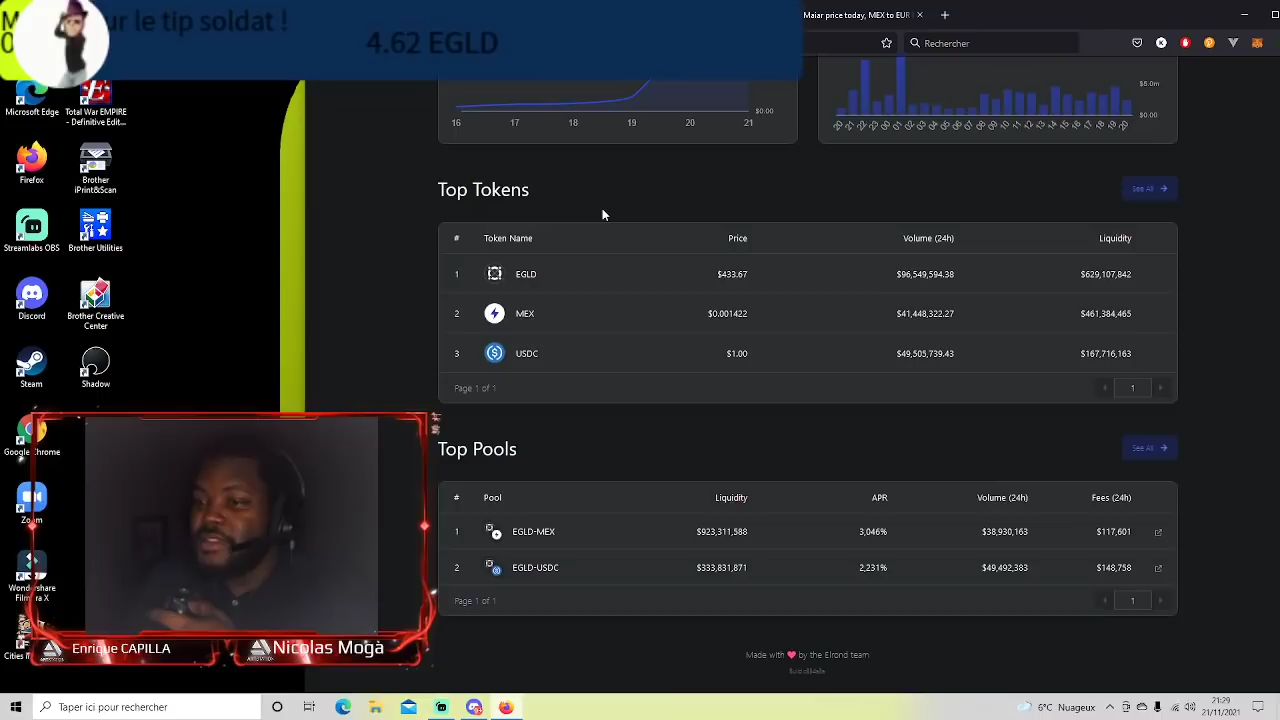 ur le tip soldat !
4.62 EGLD
Malar price today, NEC to
Rechercher
Microsoft Edge
Total War EMPIRE - Definitive Edit...
Firefox
Brother iPrint&Scan
Streamlabs OBS
Brother Utilities
Discord
Brother Creative Center
Steam
Shadow
Google Chrome
Zoom
Wondershare Filmora X
Cities
$0.00
16 17 18 19 20 21
$5.0m
$0.00
Top Tokens
See All
# Token Name Price Volume (24h) Liquidity
1 EGLD $433.67 $96,549,594.38 $629,107,842
2 MEX $0.001422 $41,448,322.27 $461,384,465
3 USDC $1.00 $49,505,739.43 $167,716,163
Page 1 of 1 1
Top Pools
See All
# Pool Liquidity APR Volume (24h) Fees (24h)
1 EGLD-MEX $923,311,588 3,046% $38,930,163 $117,601
2 EGLD-USDC $333,831,871 2,231% $49,492,383 $148,758
Page 1 of 1 1
Made with ❤ by the Elrond team
Enrique CAPILLA
Nicolas Moga
Taper ici pour rechercher
6°C Nuageux
21:29
21/11/2021